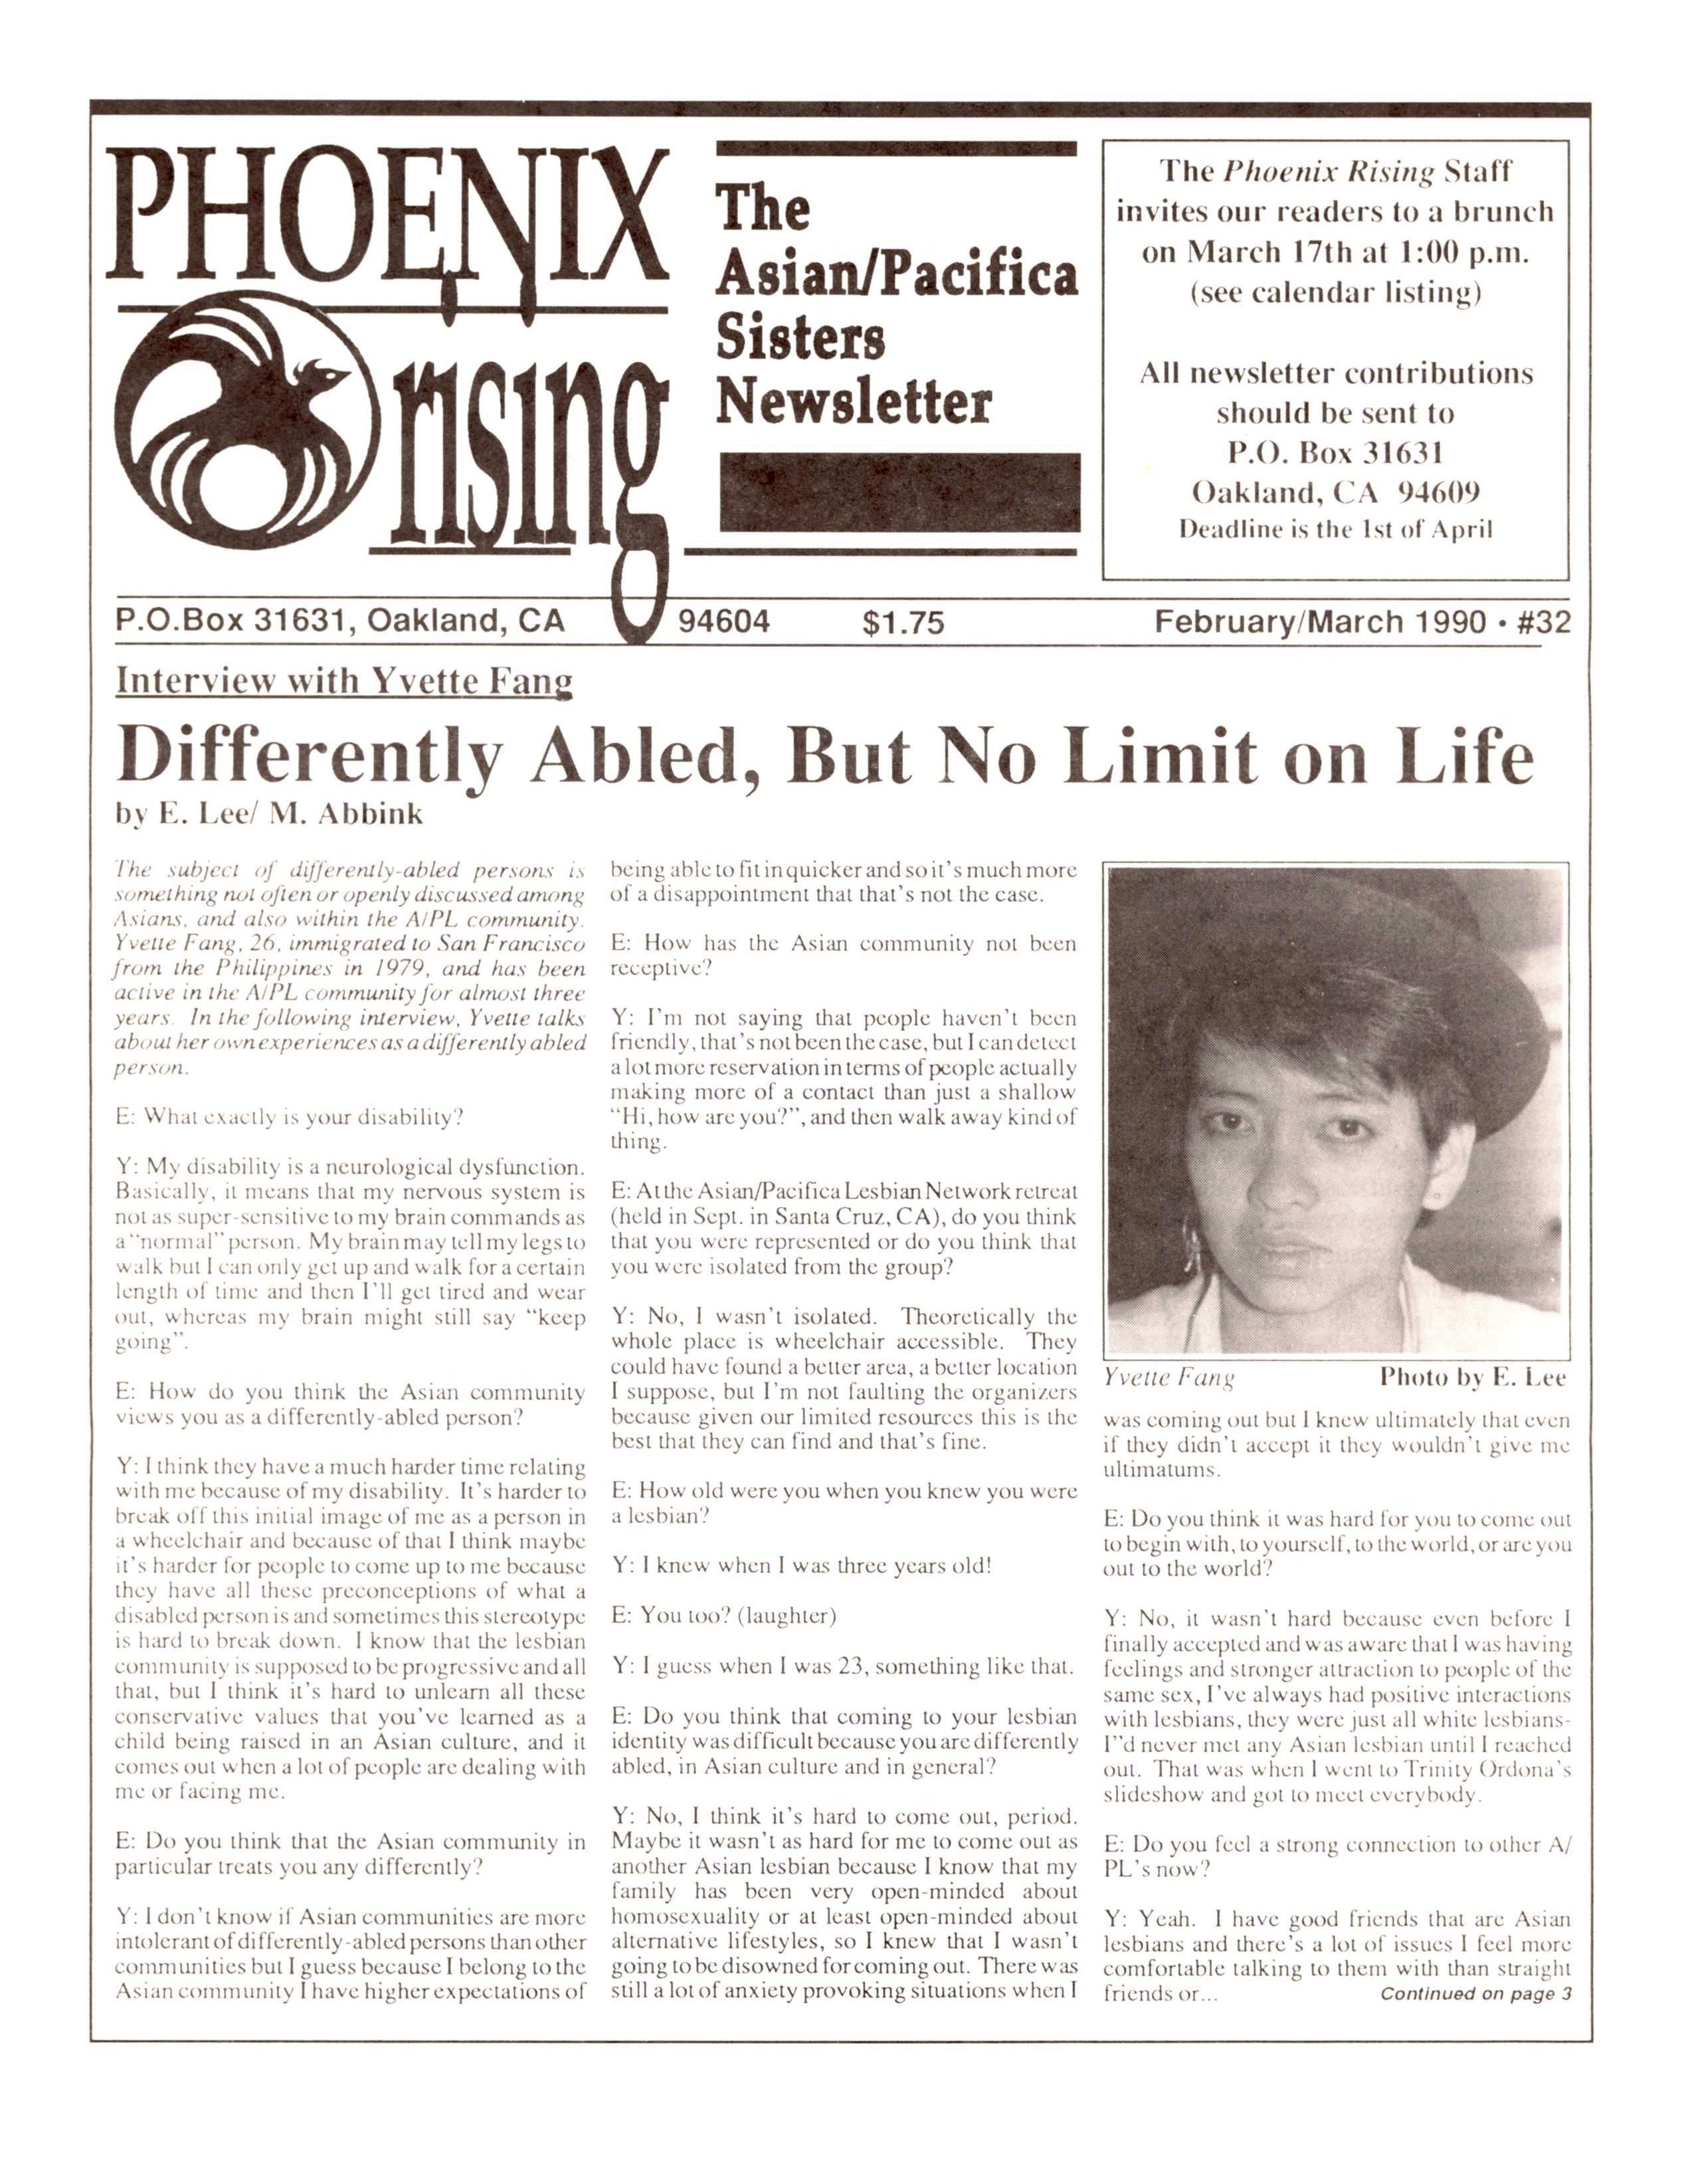 PHOENIX
rising
The
Asian/Pacifica
Sisters
Newsletter
The Phoenix Rising Staff
invites our readers to a brunch
on March 17th at 1:00 p.m.
(see calendar listing)
All newsletter contributions
should be sent to
P.O. Box 31631
Oakland, CA 94609
Deadline is the 1st of April
P.O.Box 31631, Oakland, CA 94604 $1.75 February/March 1990 · #32
Interview with Yvette Fang
Differently Abled, But No Limit on Life
by E. Lee/ M. Abbink
The subject of differently-abled persons is
something not often or openly discussed among
Asians, and also within the A/PL community.
Yvette Fang, 26, immigrated to San Francisco
from the Philippines in 1979, and has been
active in the A/PL community for almost three
years. In the following interview, Yvette talks
about her own experiences as a differently abled
person.
E: What exactly is your disability?
Y: My disability is a neurological dysfunction.
Basically, it means that my nervous system is
not as super-sensitive to my brain commands as
a "normal" person. My brain may tell my legs to
walk but I can only get up and walk for a certain
length of time and then I'll get tired and wear
out, whereas my brain might still say "keep
going".
E: How do you think the Asian community
views you as a differently-abled person?
Y: I think they have a much harder time relating
with me because of my disability. It's harder to
break off this initial image of me as a person in
a wheelchair and because of that I think maybe
it's harder for people to come up to me because
they have all these preconceptions of what a
disabled person is and sometimes this stereotype
is hard to break down. I know that the lesbian
community is supposed to be progressive and all
that, but I think it's hard to unlearn all these
conservative values that you've learned as a
child being raised in an Asian culture, and it
comes out when a lot of people are dealing with
me or facing me.
E: Do you think that the Asian community in
particular treats you any differently?
Y: I don't know if Asian communities are more
intolerant of differently-abled persons than other
communities but I guess because I belong to the
Asian community I have higher expectations of
being able to fit in quicker and so it's much more
of a disappointment that that's not the case.
E: How has the Asian community not been
receptive?
Y: I'm not saying that people haven't been
friendly, that's not been the case, but I can detect
a lot more reservation in terms of people actually
making more of a contact than just a shallow
"Hi, how are you?", and then walk away kind of
thing.
E: At the Asian/Pacifica Lesbian Network retreat
(held in Sept. in Santa Cruz, CA), do you think
that you were represented or do you think that
you were isolated from the group?
Y: No, I wasn't isolated. Theoretically the
whole place is wheelchair accessible. They
could have found a better area, a better location
I suppose, but I'm not faulting the organizers
because given our limited resources this is the
best that they can find and that's fine.
E: How old were you when you knew you were
a lesbian?
Y: I knew when I was three years old!
E: You too? (laughter)
Y: I guess when I was 23, something like that.
E: Do you think that coming to your lesbian
identity was difficult because you are differently
abled, in Asian culture and in general?
Y: No, I think it's hard to come out, period.
Maybe it wasn't as hard for me to come out as
another Asian lesbian because I know that my
family has been very open-minded about
homosexuality or at least open-minded about
alternative lifestyles, so I knew that I wasn't
going to be disowned for coming out. There was
still a lot of anxiety provoking situations when I
Yvette Fang Photo by E. Lee
was coming out but I knew ultimately that even
if they didn't accept it they wouldn't give me
ultimatums.
E: Do you think it was hard for you to come out
to begin with, to yourself, to the world, or are you
out to the world?
Y: No, it wasn't hard because even before I
finally accepted and was aware that I was having
feelings and stronger attraction to people of the
same sex, I've always had positive interactions
with lesbians, they were just all white lesbians-
I"d never met any Asian lesbian until I reached
out. That was when I went to Trinity Ordona's
slideshow and got to meet everybody.
E: Do you feel a strong connection to other A/
PL's now?
Y: Yeah. I have good friends that are Asian
lesbians and there's a lot of issues I feel more
comfortable talking to them with than straight
friends or... Continued on page 3